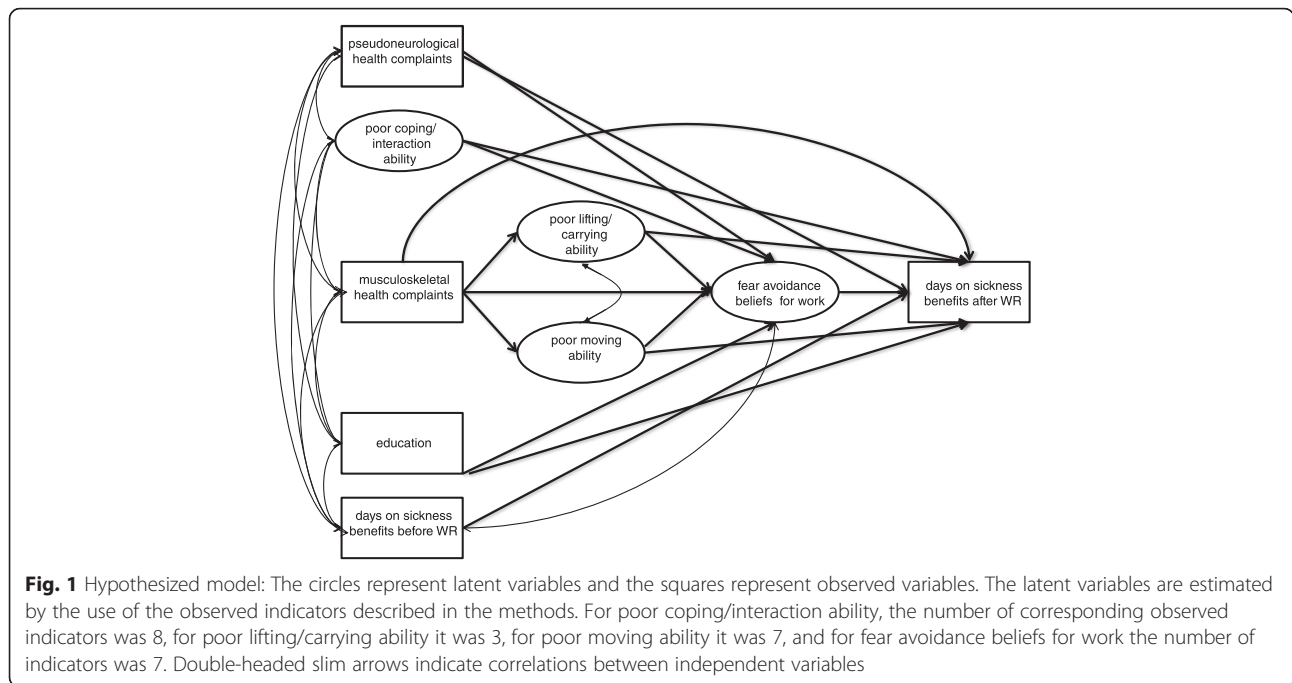 pseudoneurological
health complaints
poor coping/
interaction
ability
poor lifting/
carrying
ability
musculoskeletal
health complaints
fear avoidance
beliefs for work
days on sickness
benefits after WR
poor moving
ability
education
days on sickness
benefits before WR
Fig. 1 Hypothesized model: The circles represent latent variables and the squares represent observed variables. The latent variables are estimated
by the use of the observed indicators described in the methods. For poor coping/interaction ability, the number of corresponding observed
indicators was 8, for poor lifting/carrying ability it was 3, for poor moving ability it was 7, and for fear avoidance beliefs for work the number of
indicators was 7. Double-headed slim arrows indicate correlations between independent variables